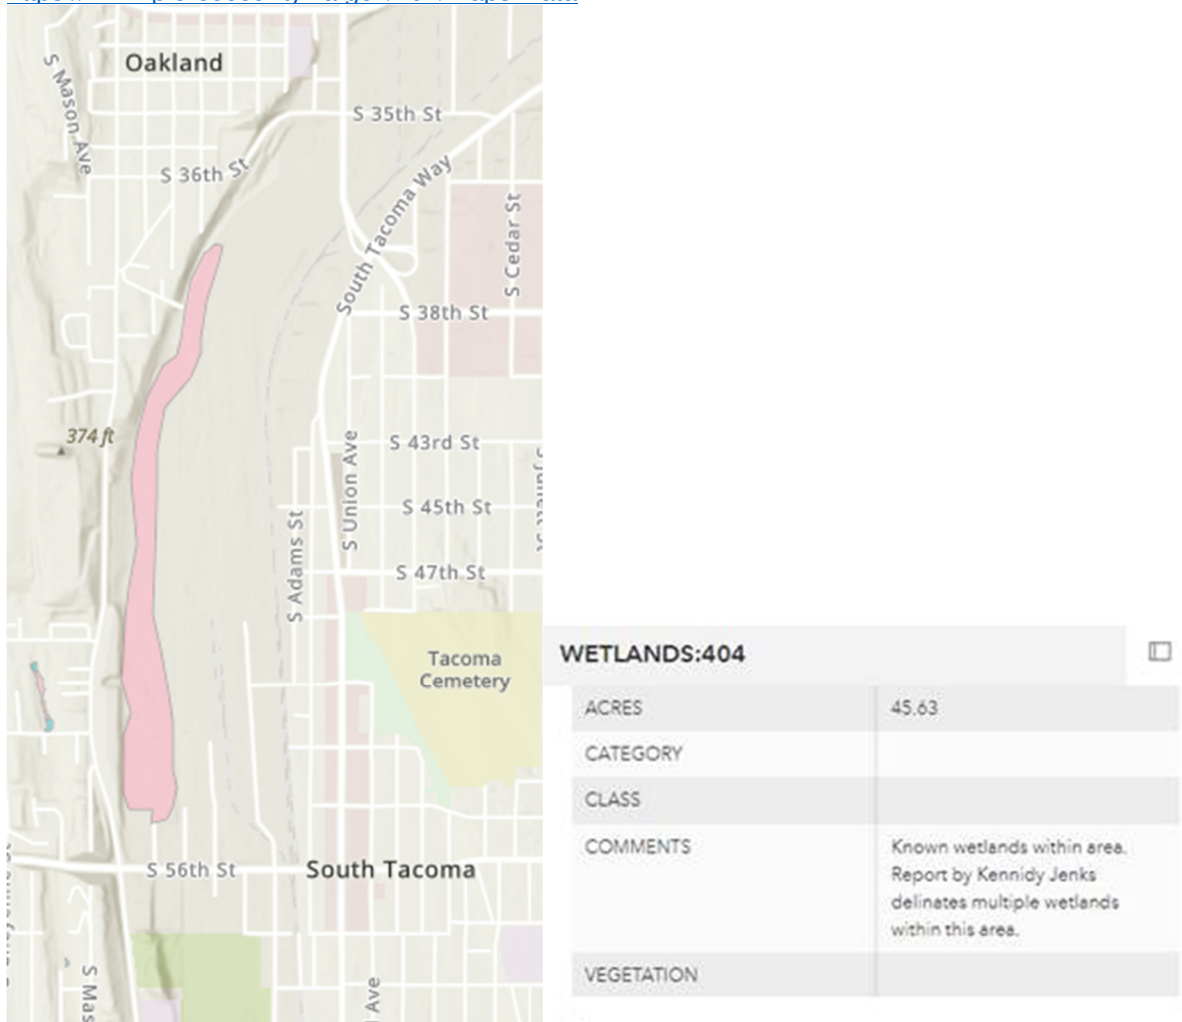 Oakland
S Mason Ave
S 35th St
S 36th St
South Tacoma Way
S Cedar St
S 38th St
374 ft
S 43rd St
S Union Ave
S 45th St
S Adams St
S 47th St
Tacoma
Cemetery
S 56th St
South Tacoma
S Mas
l Ave
WETLANDS:404
ACRES 45.63
CATEGORY
CLASS
COMMENTS Known wetlands within area.
Report by Kennidy Jenks
delinates multiple wetlands
within this area.
VEGETATION